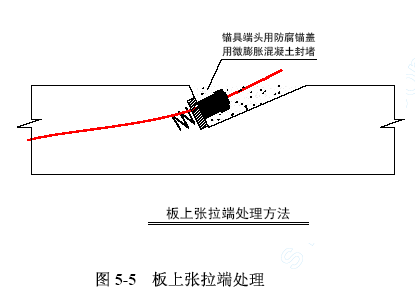 锚具端头用防腐锚盖
用微膨胀混凝土封堵
板上张拉端处理方法
图 5-5 板上张拉端处理